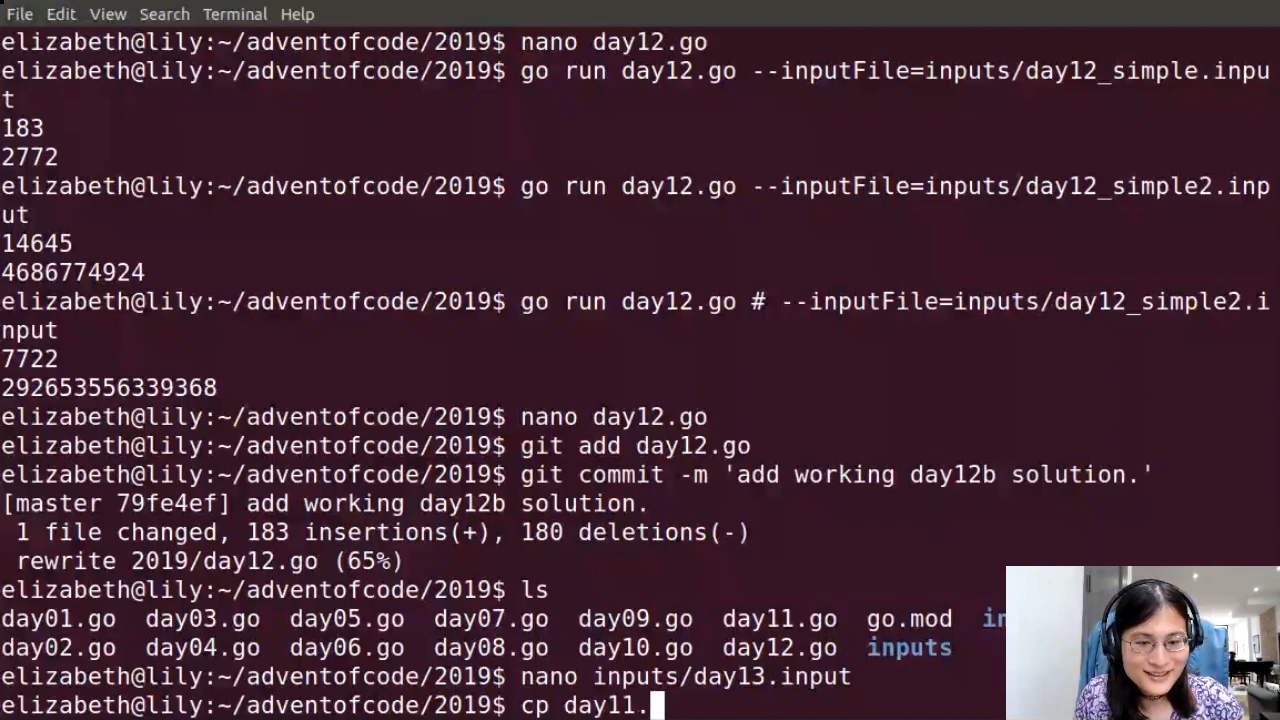 File Edit View Search Terminal Help
elizabeth@lily:~/adventofcode/2019$ nano day12.go
elizabeth@lily:~/adventofcode/2019$ go run day12.go --inputFile=inputs/day12_simple.inpu
t
183
2772
elizabeth@lily:~/adventofcode/2019$ go run day12.go --inputFile=inputs/day12_simple2.inp
ut
14645
4686774924
elizabeth@lily:~/adventofcode/2019$ go run day12.go # --inputFile=inputs/day12_simple2.i
nput
7722
292653556339368
elizabeth@lily:~/adventofcode/2019$ nano day12.go
elizabeth@lily:~/adventofcode/2019$ git add day12.go
elizabeth@lily:~/adventofcode/2019$ git commit -m 'add working day12b solution.'
[master 79fe4ef] add working day12b solution.
1 file changed, 183 insertions(+), 180 deletions(-)
rewrite 2019/day12.go (65%)
elizabeth@lily:~/adventofcode/2019$ ls
day01.go day03.go day05.go day07.go day09.go day11.go go.mod
day02.go day04.go day06.go day08.go day10.go day12.go inputs
elizabeth@lily:~/adventofcode/2019$ nano inputs/day13.input
elizabeth@lily:~/adventofcode/2019$ cp day11.